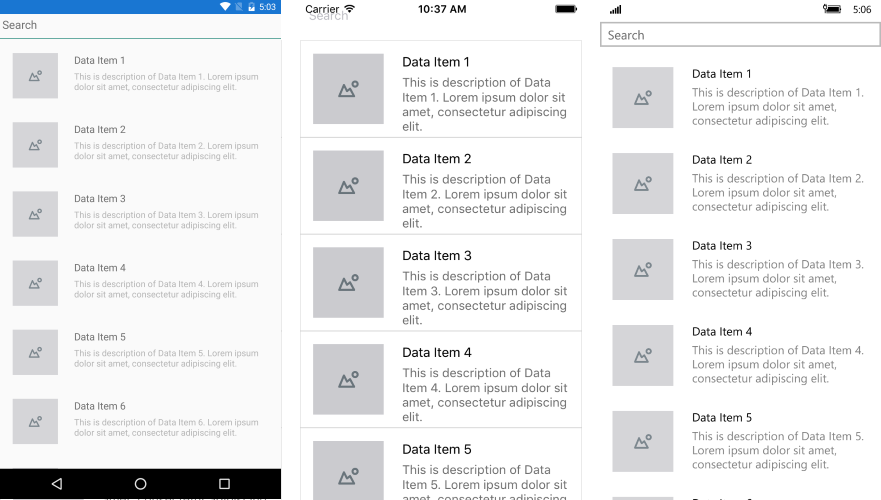 5:03
Search
Data Item 1
This is description of Data Item 1. Lorem ipsum
dolor sit amet, consectetur adipiscing elit.
Data Item 2
This is description of Data Item 2. Lorem ipsum
dolor sit amet, consectetur adipiscing elit.
Data Item 3
This is description of Data Item 3. Lorem ipsum
dolor sit amet, consectetur adipiscing elit.
Data Item 4
This is description of Data Item 4. Lorem ipsum
dolor sit amet, consectetur adipiscing elit.
Data Item 5
This is description of Data Item 5. Lorem ipsum
dolor sit amet, consectetur adipiscing elit.
Data Item 6
This is description of Data Item 6. Lorem ipsum
dolor sit amet, consectetur adipiscing elit.
Carrier 10:37 AM
Search
Data Item 1
This is description of Data
Item 1. Lorem ipsum dolor sit
amet, consectetur adipiscing
elit.
Data Item 2
This is description of Data
Item 2. Lorem ipsum dolor sit
amet, consectetur adipiscing
elit.
Data Item 3
This is description of Data
Item 3. Lorem ipsum dolor sit
amet, consectetur adipiscing
elit.
Data Item 4
This is description of Data
Item 4. Lorem ipsum dolor sit
amet, consectetur adipiscing
elit.
Data Item 5
This is description of Data
Item 5. Lorem ipsum dolor sit
amet, consectetur adipiscing
5:06
Search
Data Item 1
This is description of Data Item 1.
Lorem ipsum dolor sit amet,
consectetur adipiscing elit.
Data Item 2
This is description of Data Item 2.
Lorem ipsum dolor sit amet,
consectetur adipiscing elit.
Data Item 3
This is description of Data Item 3.
Lorem ipsum dolor sit amet,
consectetur adipiscing elit.
Data Item 4
This is description of Data Item 4.
Lorem ipsum dolor sit amet,
consectetur adipiscing elit.
Data Item 5
This is description of Data Item 5.
Lorem ipsum dolor sit amet,
consectetur adipiscing elit.